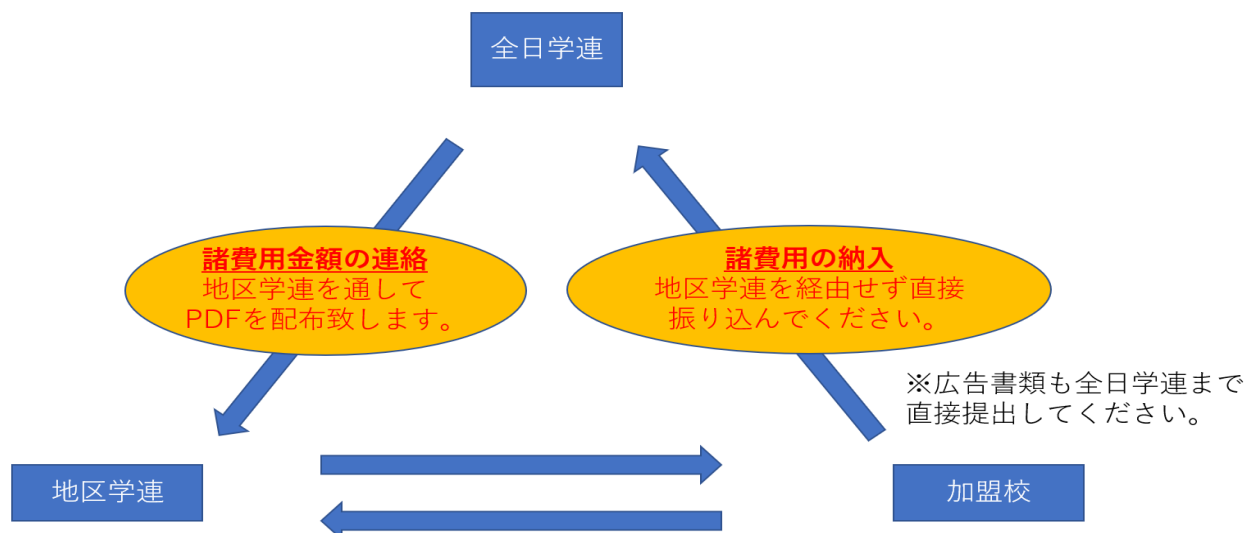 全日学連
諸費用金額の連絡
地区学連を通して
PDFを配布致します。
諸費用の納入
地区学連を経由せず直接
振り込んでください。
※広告書類も全日学連まで
直接提出してください。
地区学連
加盟校